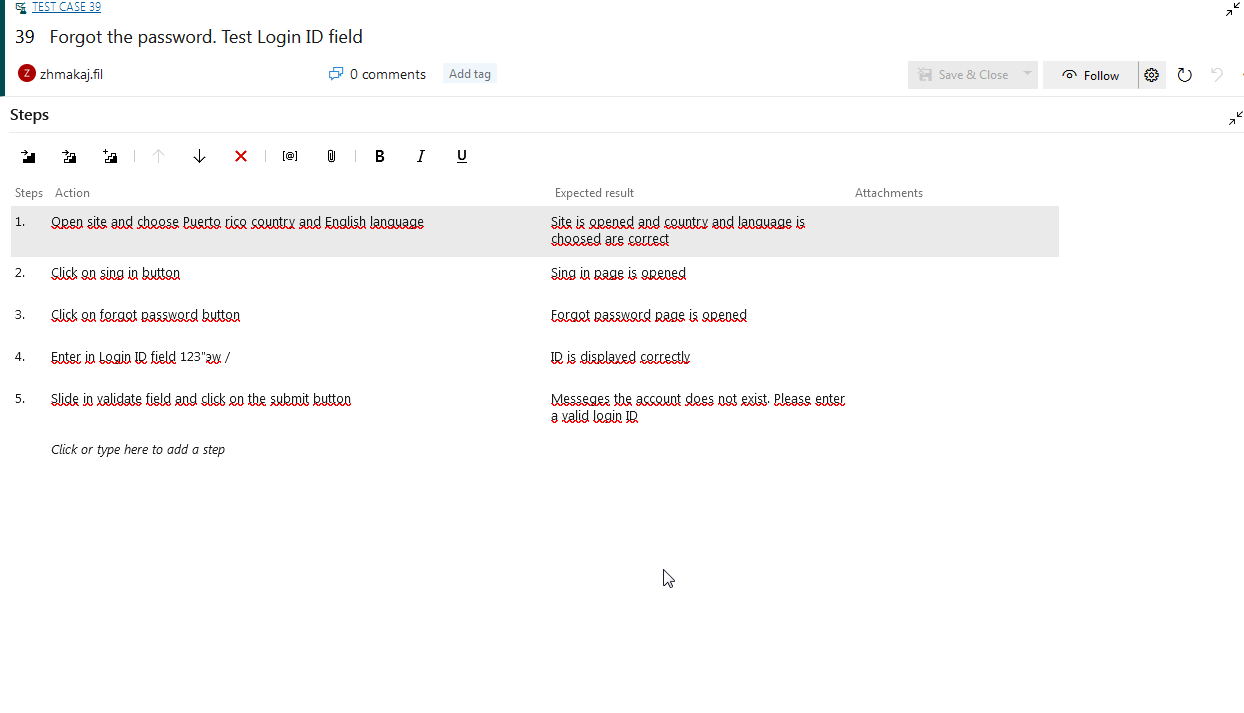 TEST CASE 39
39 Forgot the password. Test Login ID field
Z zhmakaj.fil 0 comments Add tag Save & Close Follow
Steps
[@] B I U
Steps Action Expected result Attachments
1. Open site and choose Puerto rico country and English language Site is opened and country and language is
choosed are correct
2. Click on sing in button Sing in page is opened
3. Click on forgot password button Forgot password page is opened
4. Enter in Login ID field 123"эw / ID is displayed correctly
5. Slide in validate field and click on the submit button Messeges the account does not exist. Please enter
a valid login ID
Click or type here to add a step